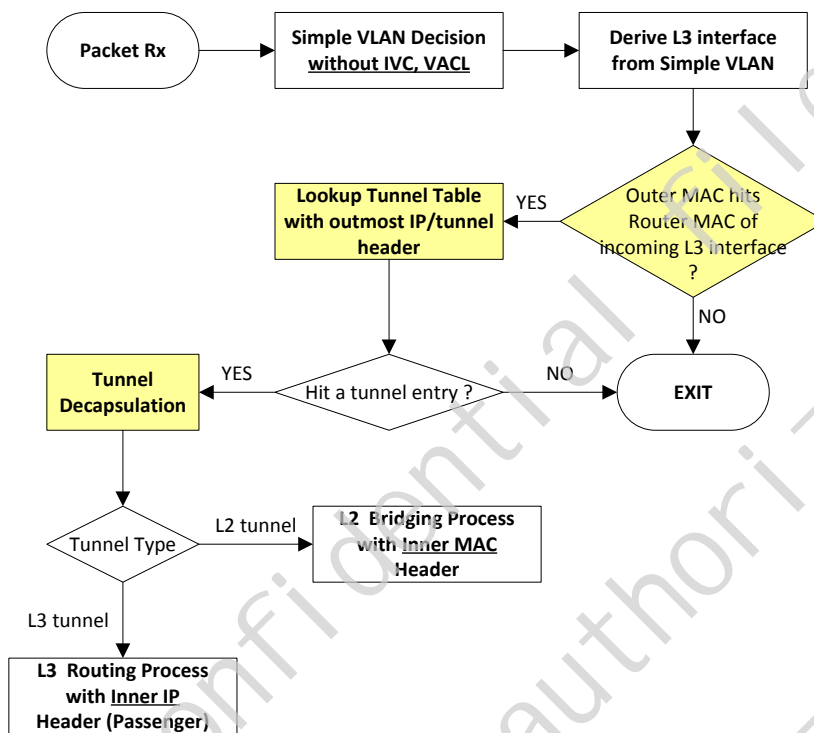 Packet Rx
Simple VLAN Decision
without IVC, VACL
Derive L3 interface
from Simple VLAN
Outer MAC hits
Router MAC of
incoming L3 interface
?
YES
NO
Lookup Tunnel Table
with outmost IP/tunnel
header
Hit a tunnel entry ?
YES
NO
EXIT
Tunnel
Decapsulation
Tunnel Type
L2 tunnel
L2 Bridging Process
with Inner MAC
Header
L3 tunnel
L3 Routing Process
with Inner IP
Header (Passenger)